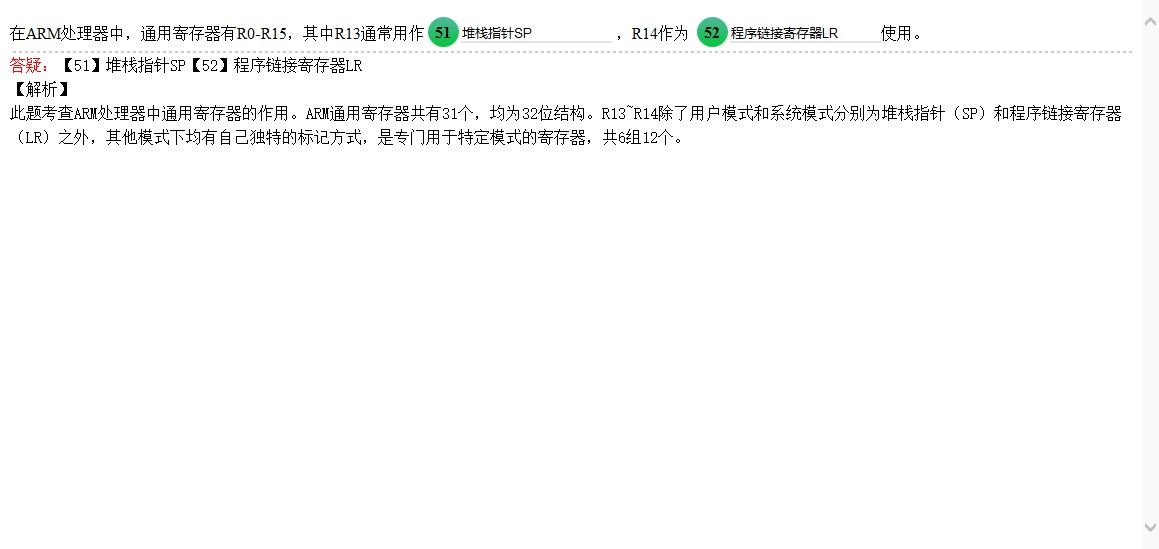 在ARM处理器中，通用寄存器有R0-R15，其中R13通常用作 51 堆栈指针SP ，R14作为 52 程序链接寄存器LR 使用。
答疑：【51】堆栈指针SP【52】程序链接寄存器LR
【解析】
此题考查ARM处理器中通用寄存器的作用。ARM通用寄存器共有31个，均为32位结构。R13~R14除了用户模式和系统模式分别为堆栈指针（SP）和程序链接寄存器
（LR）之外，其他模式下均有自己独特的标记方式，是专门用于特定模式的寄存器，共6组12个。